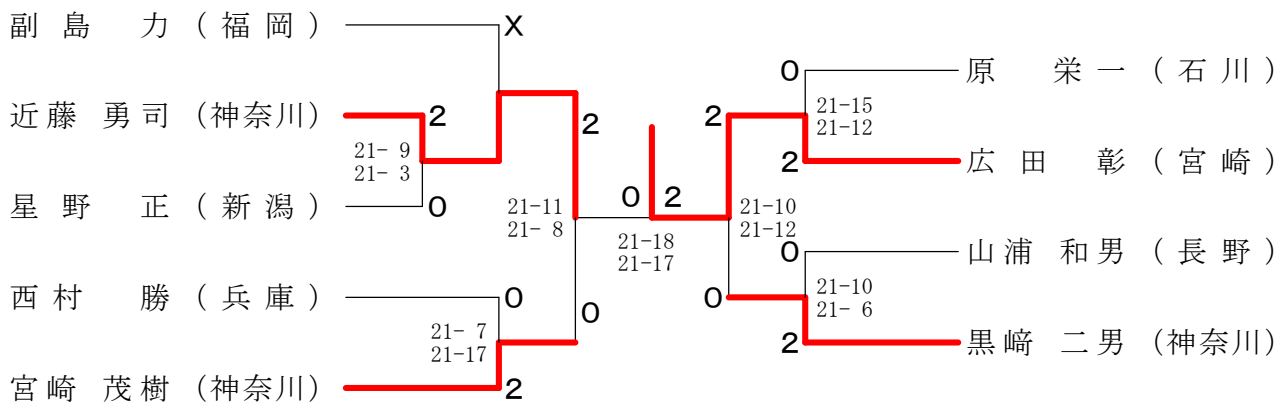 副 島 力 ( 福 岡 ) X
0 原 栄 一 ( 石 川 )
近 藤 勇 司 (神奈川) 2
2 2
21-15
21-12
21- 9
21- 3
2 広 田 彰 ( 宮 崎 )
星 野 正 ( 新 潟 ) 0
21-11
21- 8
0 2
21-10
21-12
21-18
21-17
0 山 浦 和 男 ( 長 野 )
西 村 勝 ( 兵 庫 ) 0
0 0
21-10
21- 6
21- 7
21-17
2 黒 﨑 二 男 (神奈川)
宮 崎 茂 樹 (神奈川) 2